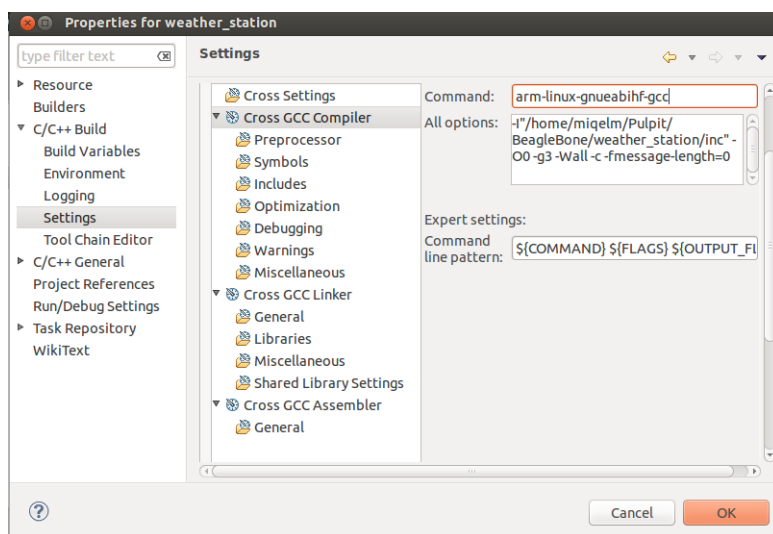 Properties for weather_station
type filter text
Settings
Resource
Builders
C/C++ Build
Build Variables
Environment
Logging
Settings
Tool Chain Editor
C/C++ General
Project References
Run/Debug Settings
Task Repository
WikiText
Cross Settings
Cross GCC Compiler
Preprocessor
Symbols
Includes
Optimization
Debugging
Warnings
Miscellaneous
Cross GCC Linker
General
Libraries
Miscellaneous
Shared Library Settings
Cross GCC Assembler
General
Command: arm-linux-gnueabihf-gcc
All options: -I"/home/miqelm/Pulpit/
BeagleBone/weather_station/inc" -
O0 -g3 -Wall -c -fmessage-length=0
Expert settings:
Command
line pattern: ${COMMAND} ${FLAGS} ${OUTPUT_FL
Cancel
OK